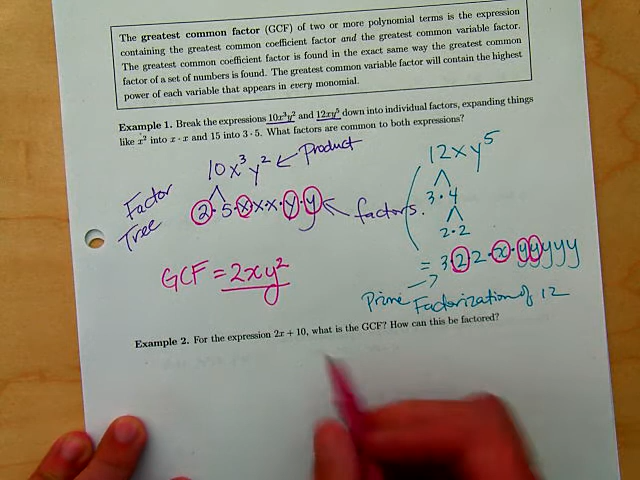 The greatest common factor (GCF) of two or more polynomial terms is the expression
containing the greatest common coefficient factor and the greatest common variable factor.
The greatest common coefficient factor is found in the exact same way the greatest common
factor of a set of numbers is found. The greatest common variable factor will contain the highest
power of each variable that appears in every monomial.
Example 1. Break the expressions 10x³y² and 12xy⁵ down into individual factors, expanding things
like x² into x · x and 15 into 3 · 5. What factors are common to both expressions?
10x³y² ← Product
Factor
Tree
2·5·x·x·x·y·y ← factors.
GCF = 2xy²
12xy⁵
3·4
2·2
= 3·2·2·x·yyyyy
Prime Factorization of 12
Example 2. For the expression 2x + 10, what is the GCF? How can this be factored?